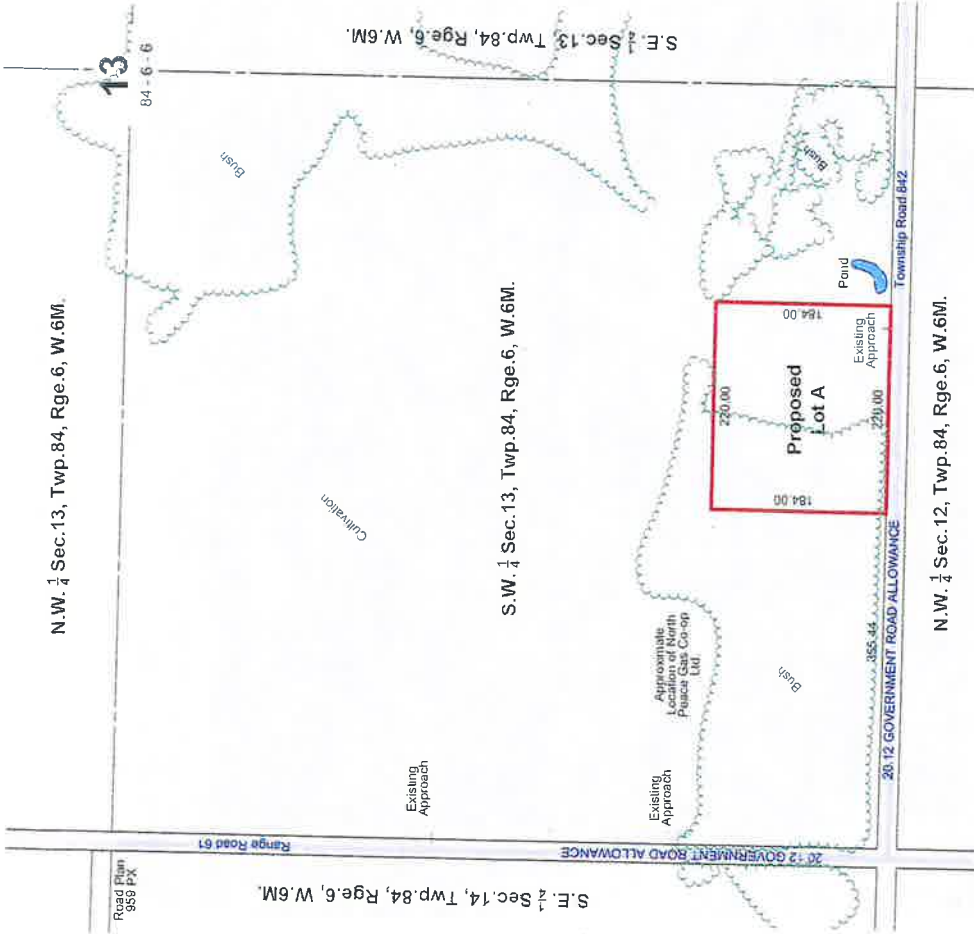 13
84 - 6 - 6
S.E. 1/4 Sec.13, Twp.84, Rge.6, W.6M.
N.W. 1/4 Sec.13, Twp.84, Rge.6, W.6M.
Bush
Cultivation
S.W. 1/4 Sec.13, Twp.84, Rge.6, W.6M.
Bush
Pond
Township Road 842
184.00
Existing
Approach
220.00
Proposed
Lot A
220.00
184.00
Approximate
Location of North
Peace Gas Co-op
Ltd.
Bush
355.44
20.12 GOVERNMENT ROAD ALLOWANCE
N.W. 1/4 Sec.12, Twp.84, Rge.6, W.6M.
Existing
Approach
Existing
Approach
Range Road 61
20.12 GOVERNMENT ROAD ALLOWANCE
Road Plan
959 PX
S.E. 1/4 Sec.14, Twp.84, Rge.6, W.6M.